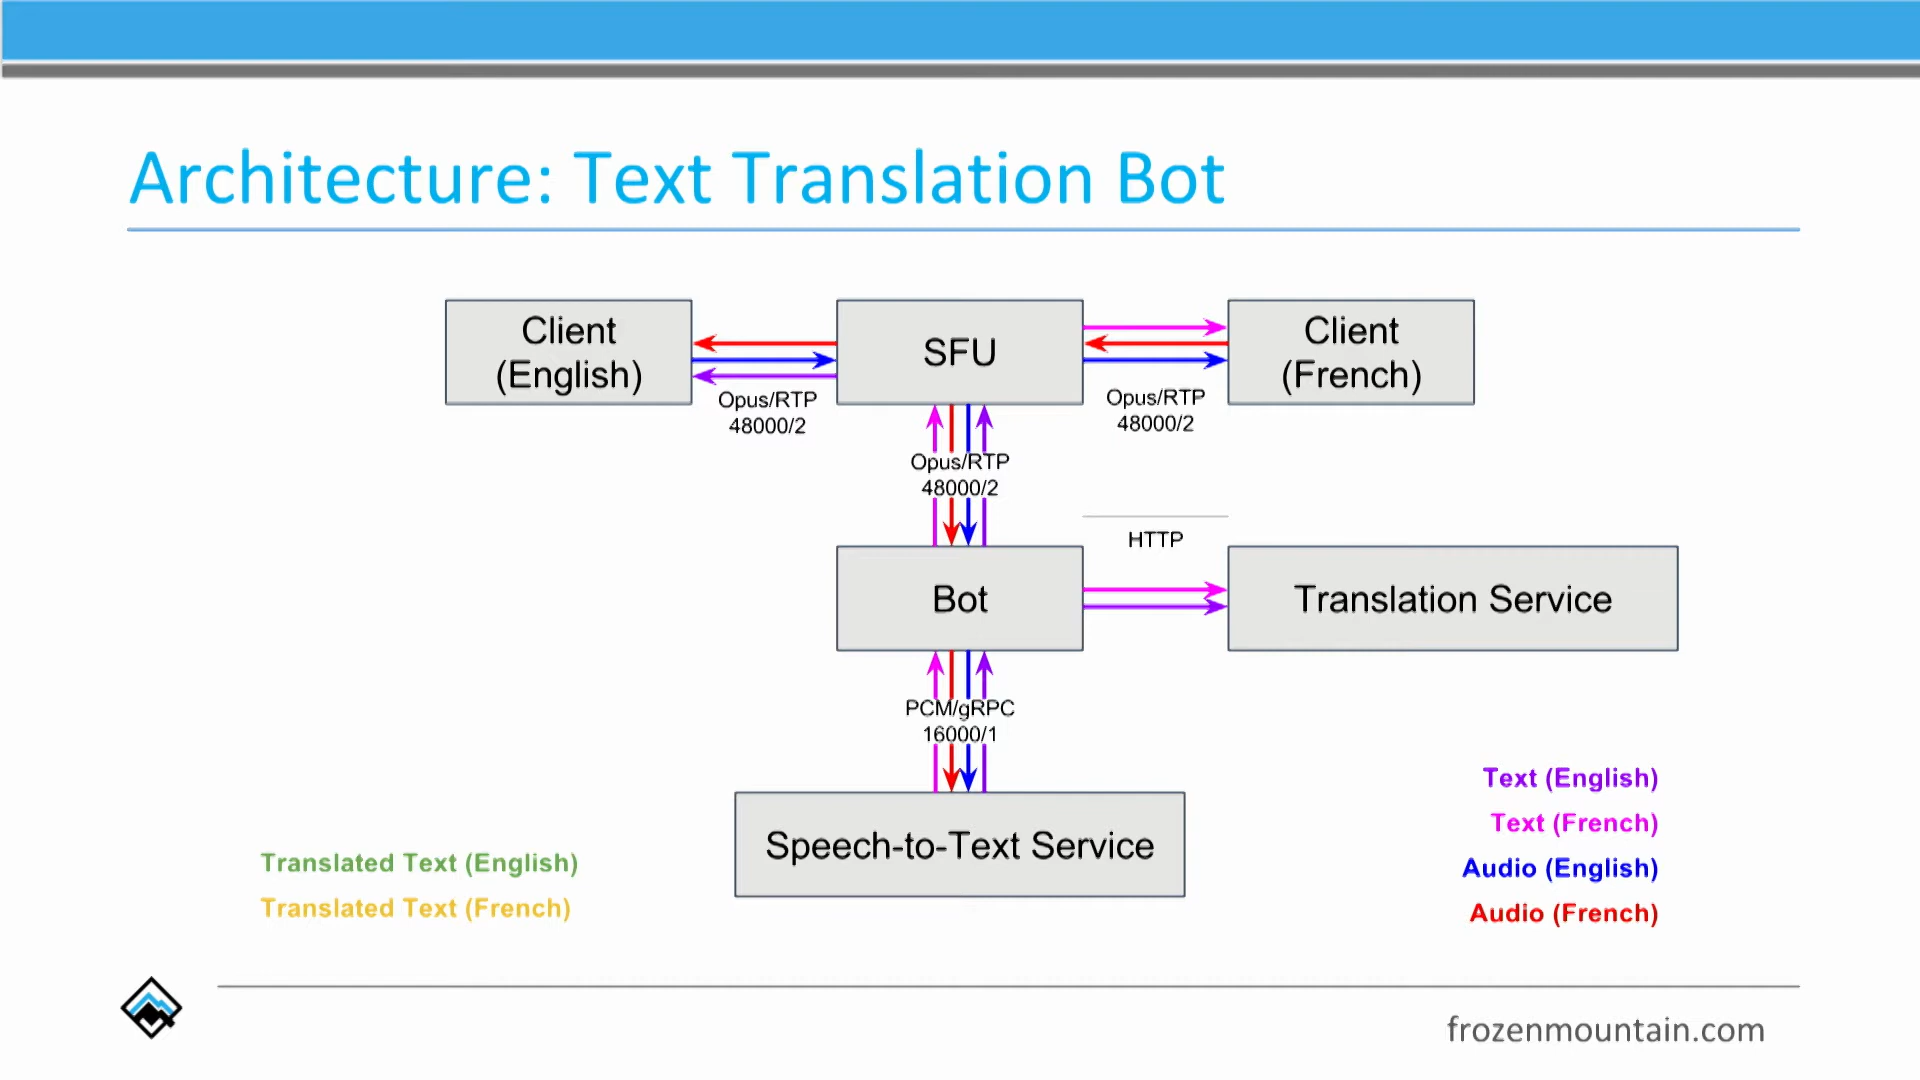 Architecture: Text Translation Bot
Client
(English)
SFU
Client
(French)
Opus/RTP
48000/2
Opus/RTP
48000/2
Opus/RTP
48000/2
HTTP
Bot
Translation Service
PCM/gRPC
16000/1
Speech-to-Text Service
Text (English)
Text (French)
Audio (English)
Audio (French)
Translated Text (English)
Translated Text (French)
frozenmountain.com